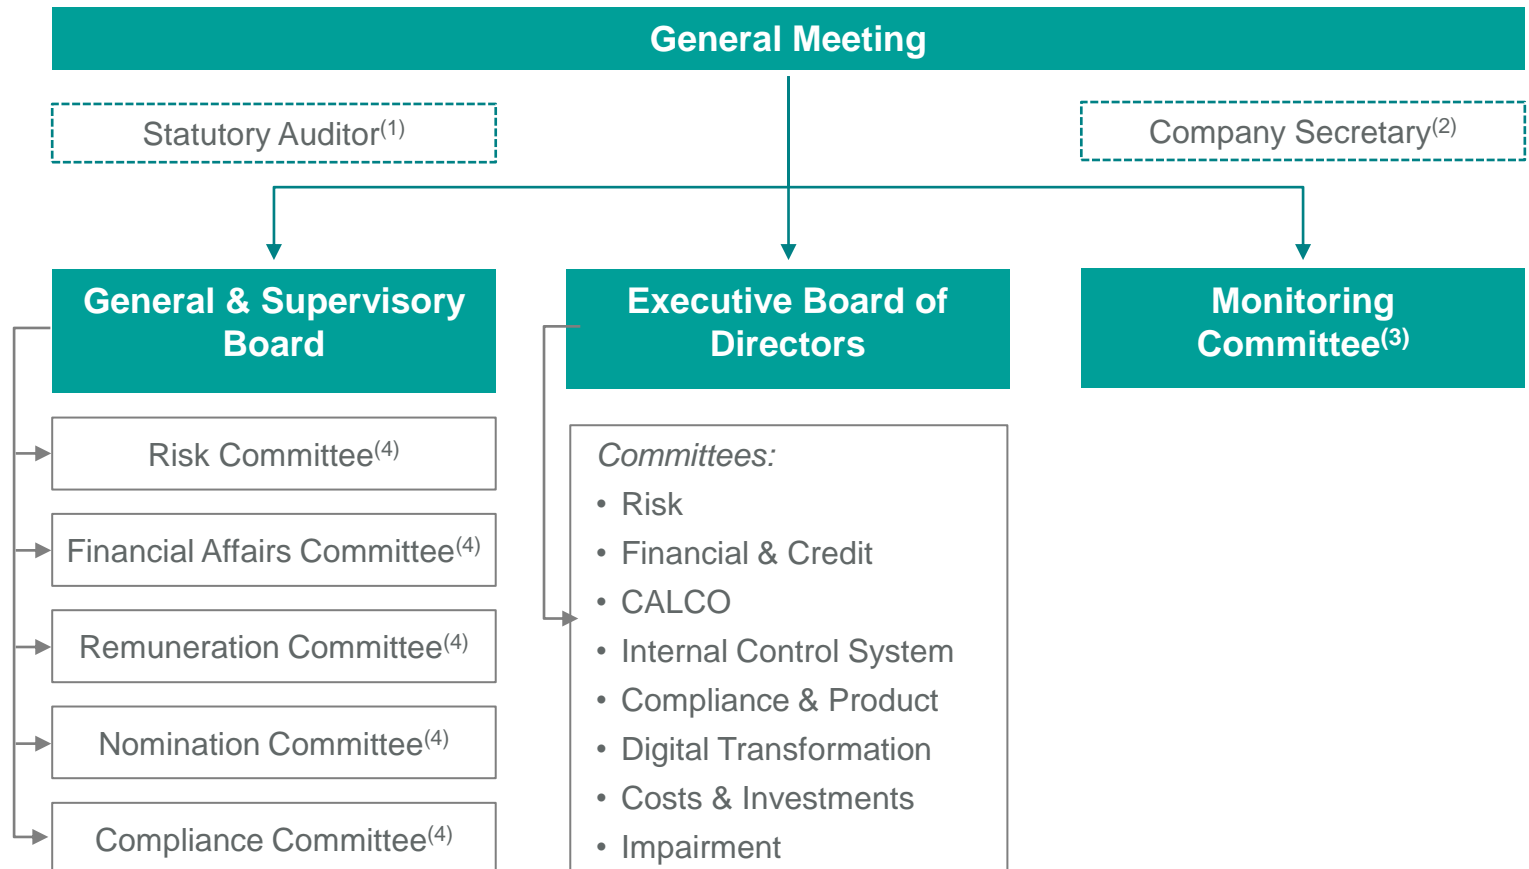 General Meeting
Statutory Auditor(1)
Company Secretary(2)
General & Supervisory
Board
Executive Board of
Directors
Monitoring
Committee(3)
Risk Committee(4)
Financial Affairs Committee(4)
Remuneration Committee(4)
Nomination Committee(4)
Compliance Committee(4)
Committees:
• Risk
• Financial & Credit
• CALCO
• Internal Control System
• Compliance & Product
• Digital Transformation
• Costs & Investments
• Impairment